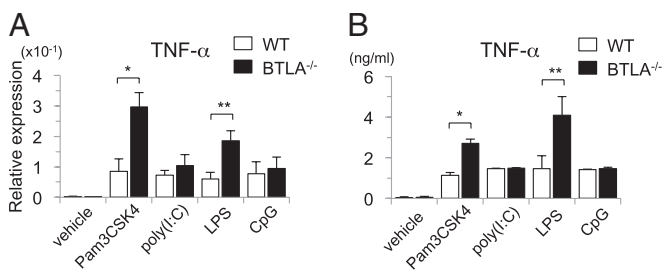 A
(x10-1)
TNF-α
WT
BTLA-/-
Relative expression
4
3
2
1
0
*
**
vehicle
Pam3CSK4
poly(I:C)
LPS
CpG
B
(ng/ml)
TNF-α
WT
BTLA-/-
6
4
2
0
*
**
vehicle
Pam3CSK4
poly(I:C)
LPS
CpG